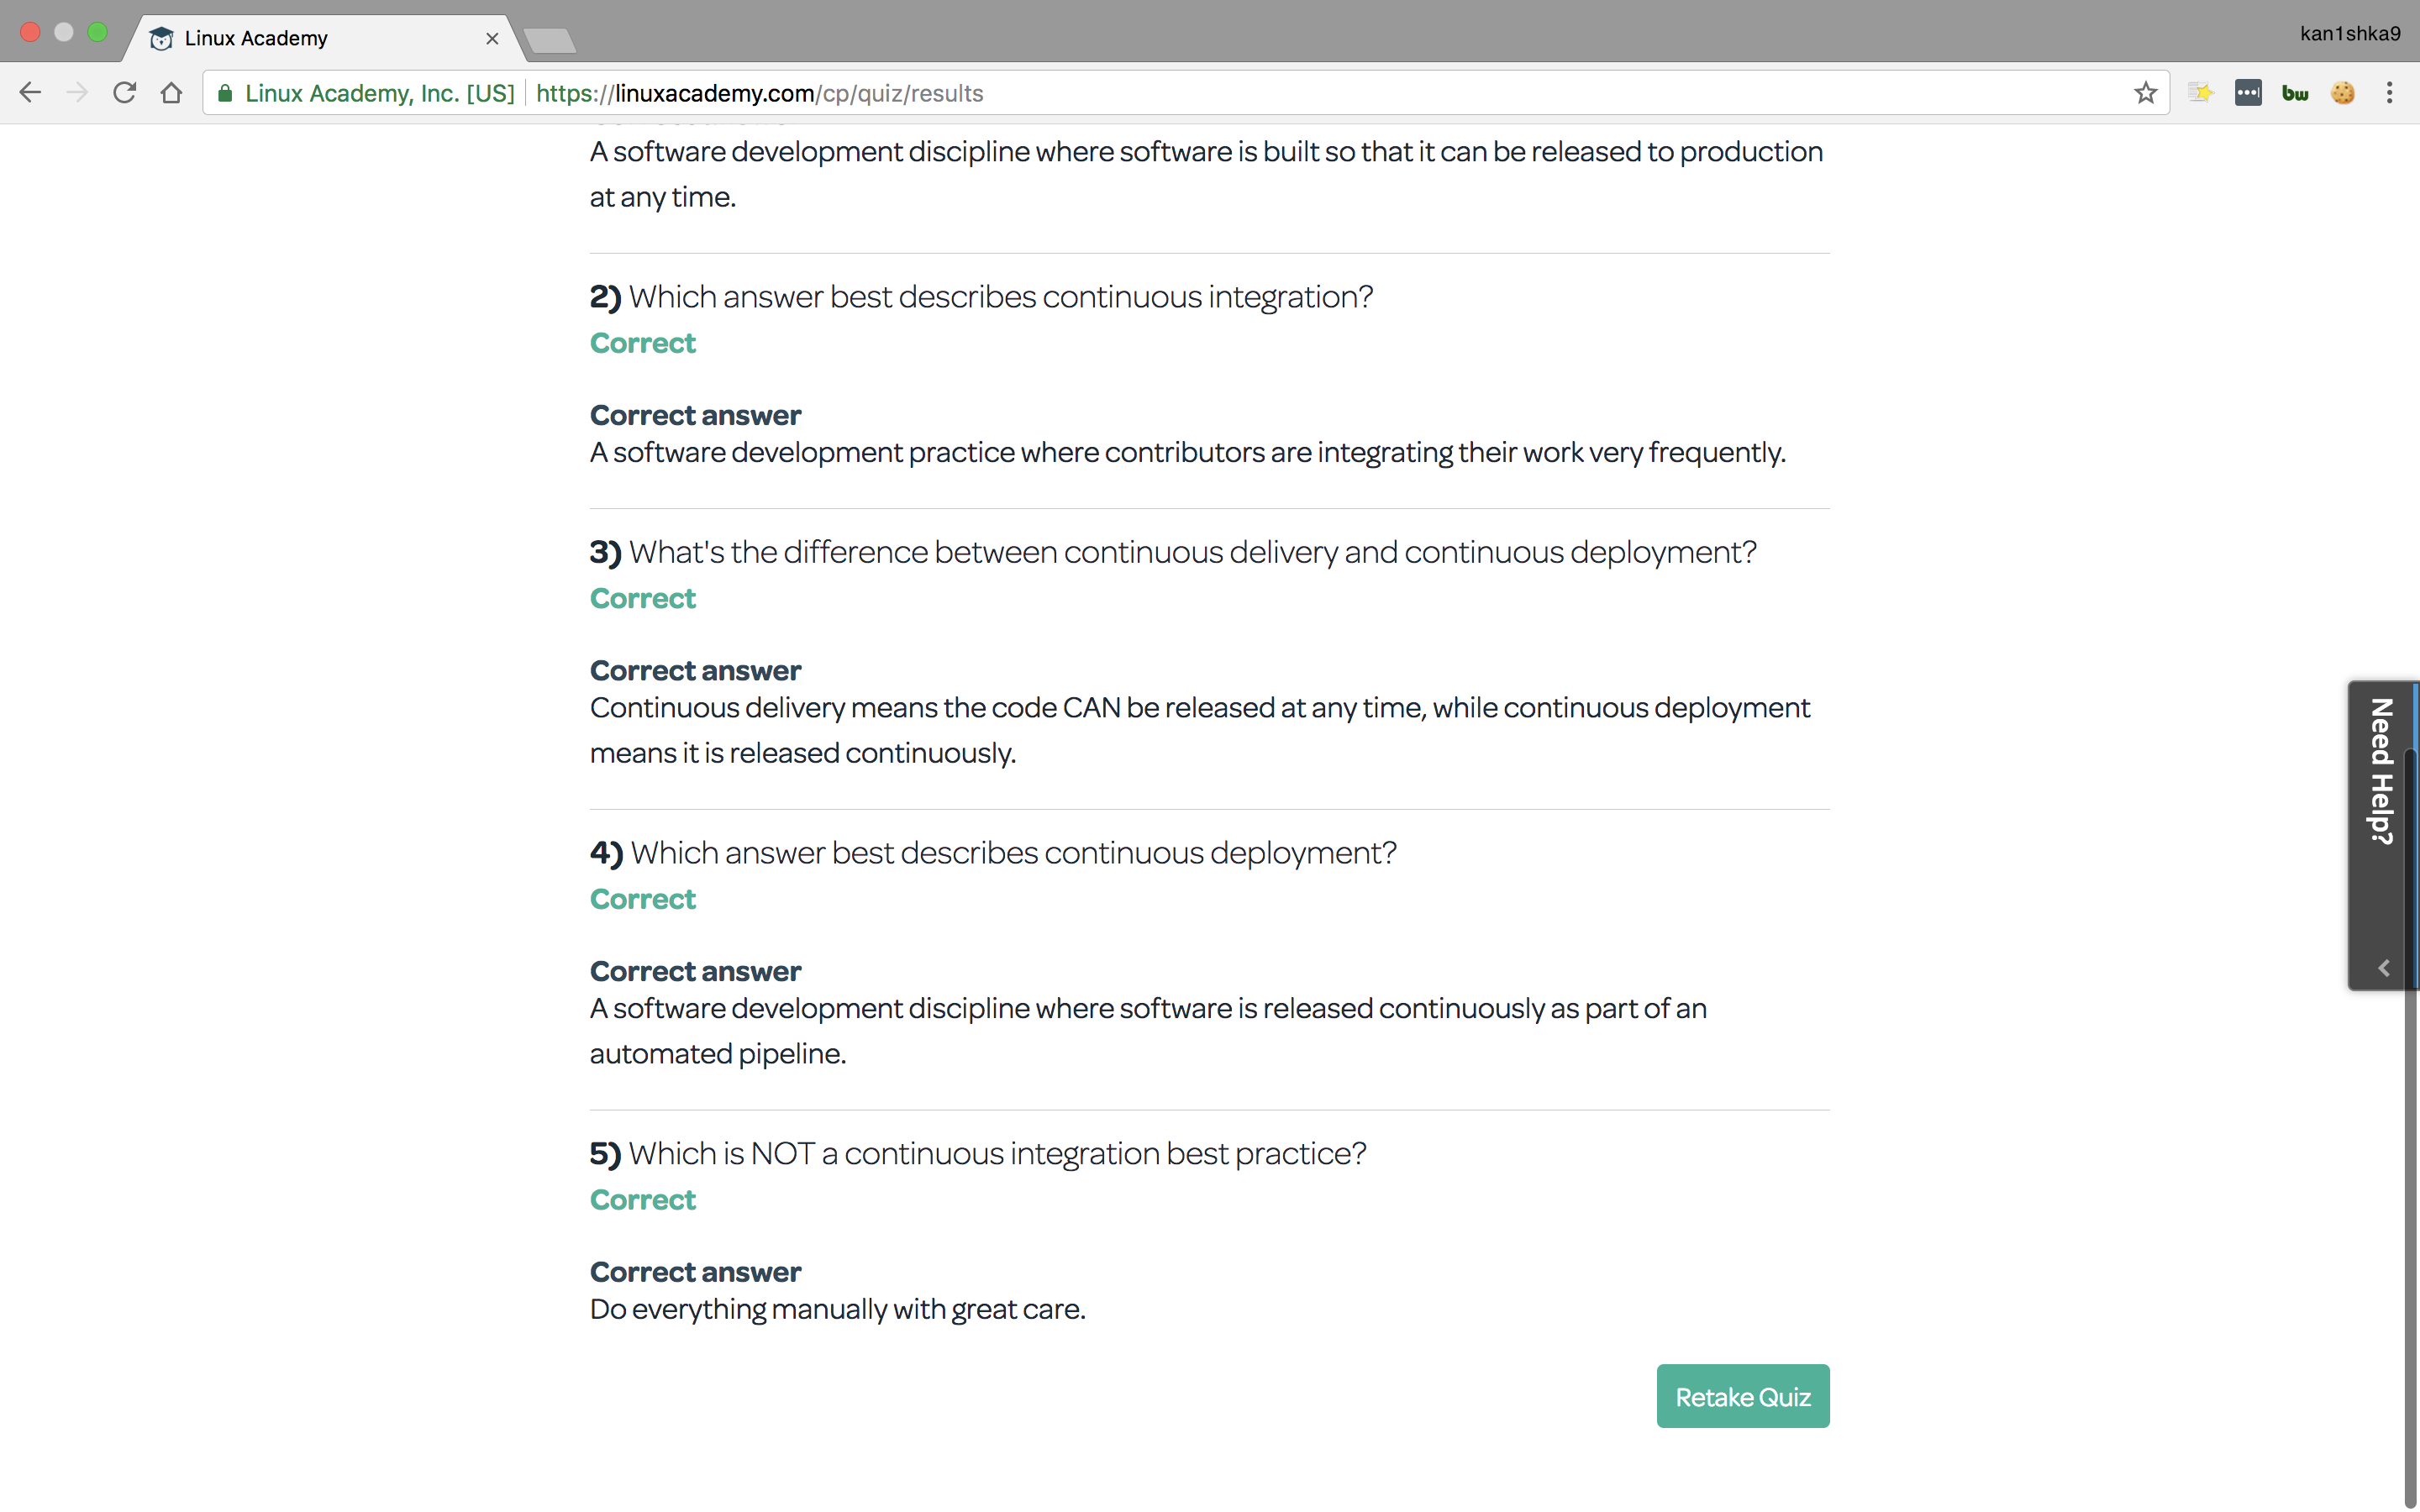 Linux Academy
kan1shka9
Linux Academy, Inc. [US] https://linuxacademy.com/cp/quiz/results
bw
A software development discipline where software is built so that it can be released to production
at any time.
2) Which answer best describes continuous integration?
Correct
Correct answer
A software development practice where contributors are integrating their work very frequently.
3) What's the difference between continuous delivery and continuous deployment?
Correct
Correct answer
Continuous delivery means the code CAN be released at any time, while continuous deployment
means it is released continuously.
Need Help?
4) Which answer best describes continuous deployment?
Correct
Correct answer
A software development discipline where software is released continuously as part of an
automated pipeline.
5) Which is NOT a continuous integration best practice?
Correct
Correct answer
Do everything manually with great care.
Retake Quiz